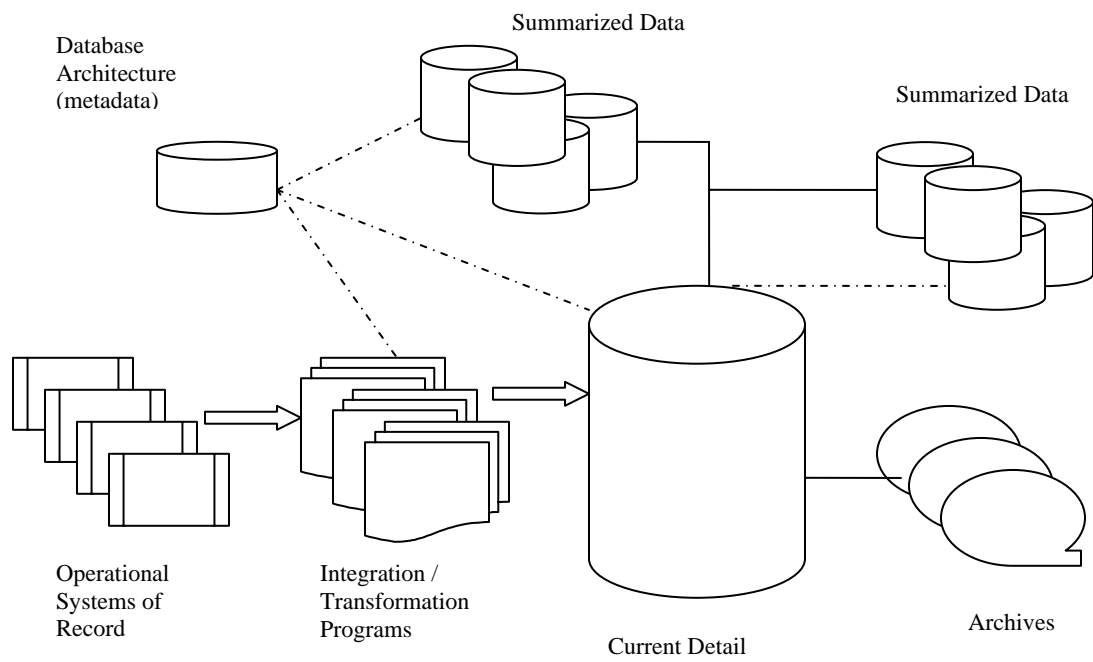 Summarized Data
Database
Architecture
(metadata)
Summarized Data
Operational
Systems of
Record
Integration /
Transformation
Programs
Current Detail
Archives